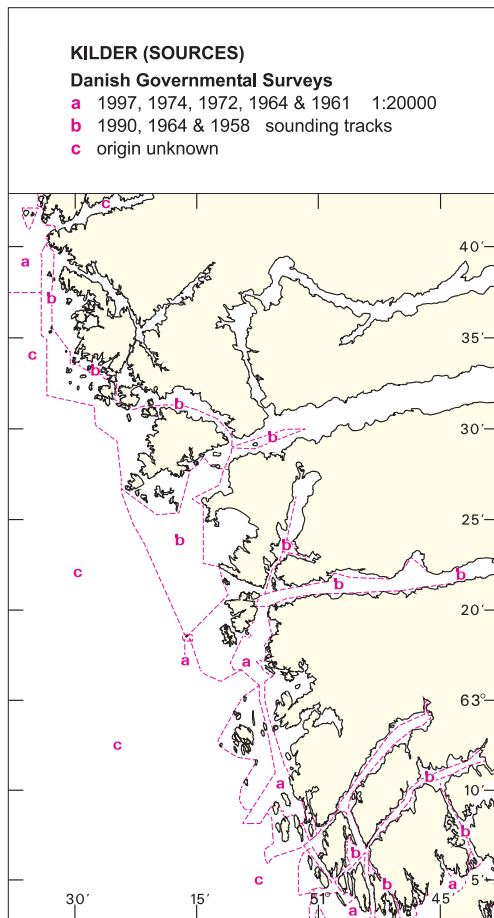 KILDER (SOURCES)
Danish Governmental Surveys
a 1997, 1974, 1972, 1964 & 1961 1:20000
b 1990, 1964 & 1958 sounding tracks
c origin unknown
c
40′
a
b
35′
c
b
b
30′
b
25′
b
b
c
b
b
20′
a
a
63°
c
b
a
10′
b
b
c
a
b
5′
a
30′
15′
51°
45′